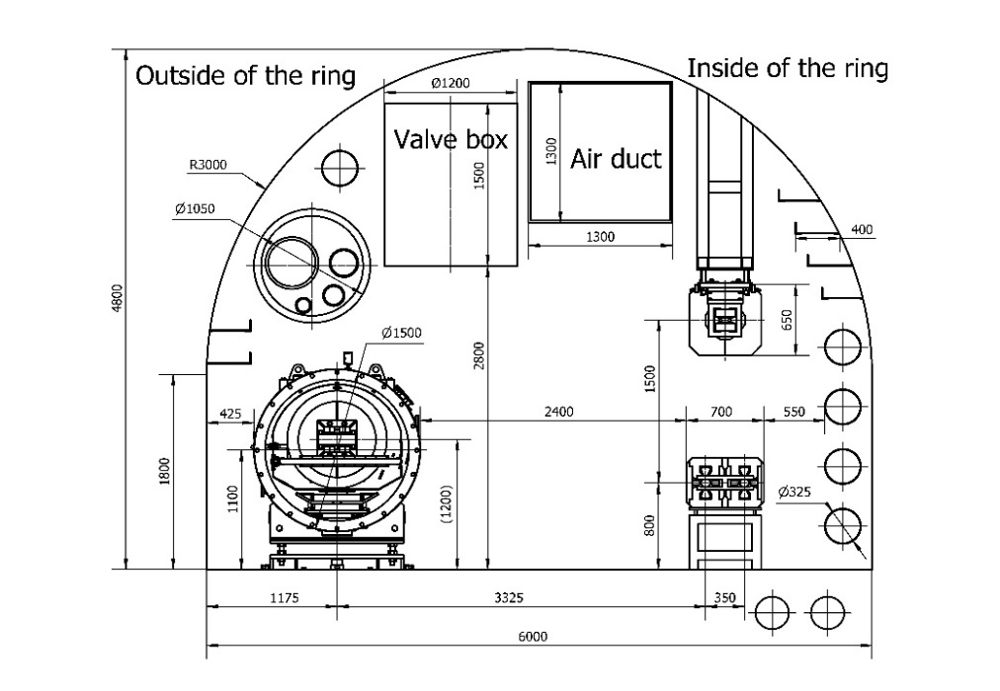 Outside of the ring
Inside of the ring
Ø1200
Valve box
1500
1300
Air duct
1300
R3000
Ø1050
400
4800
650
Ø1500
2800
1500
425
2400
700
550
1800
1100
(1200)
800
Ø325
1175
3325
350
6000